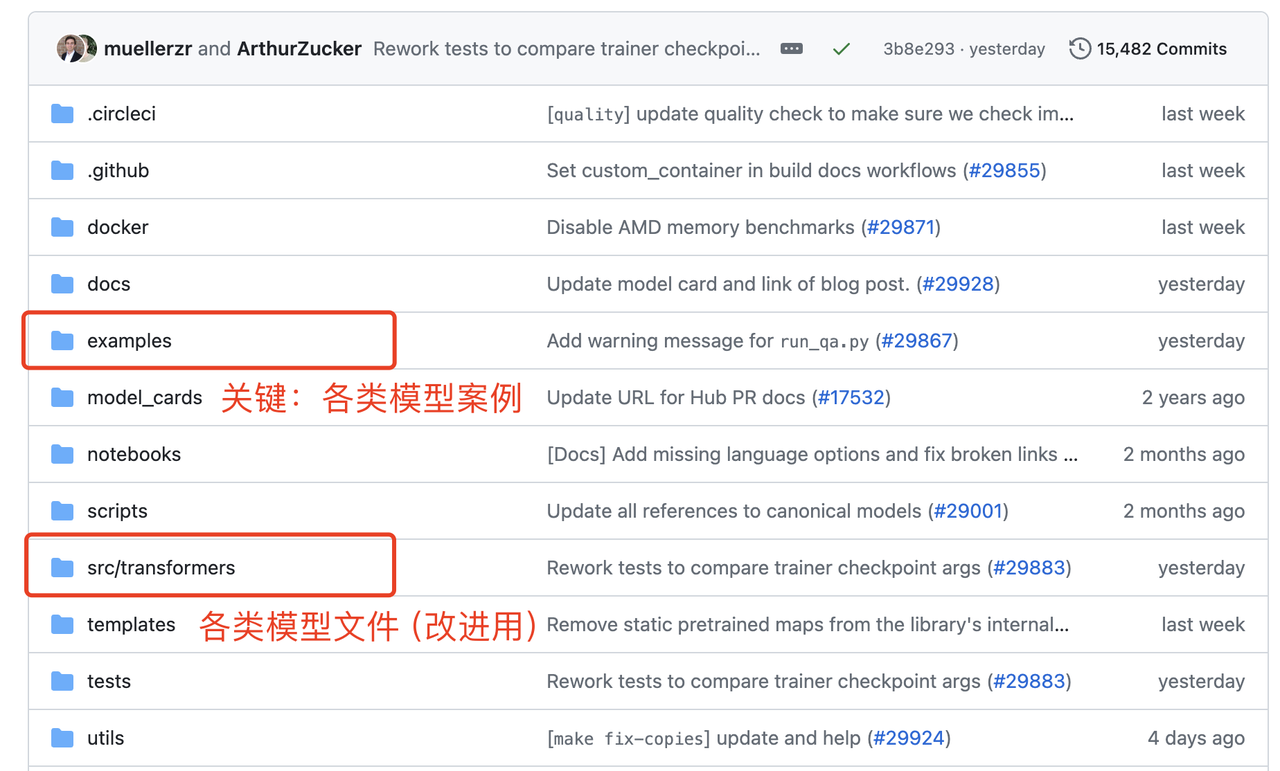 muellerzr and ArthurZucker Rework tests to compare trainer checkpoi... 3b8e293 · yesterday 15,482 Commits
.circleci [quality] update quality check to make sure we check im... last week
.github Set custom_container in build docs workflows (#29855) last week
docker Disable AMD memory benchmarks (#29871) last week
docs Update model card and link of blog post. (#29928) yesterday
examples Add warning message for run_qa.py (#29867) yesterday
model_cards 关键：各类模型案例 Update URL for Hub PR docs (#17532) 2 years ago
notebooks [Docs] Add missing language options and fix broken links ... 2 months ago
scripts Update all references to canonical models (#29001) 2 months ago
src/transformers Rework tests to compare trainer checkpoint args (#29883) yesterday
templates 各类模型文件（改进用） Remove static pretrained maps from the library's internal... last week
tests Rework tests to compare trainer checkpoint args (#29883) yesterday
utils [make fix-copies] update and help (#29924) 4 days ago